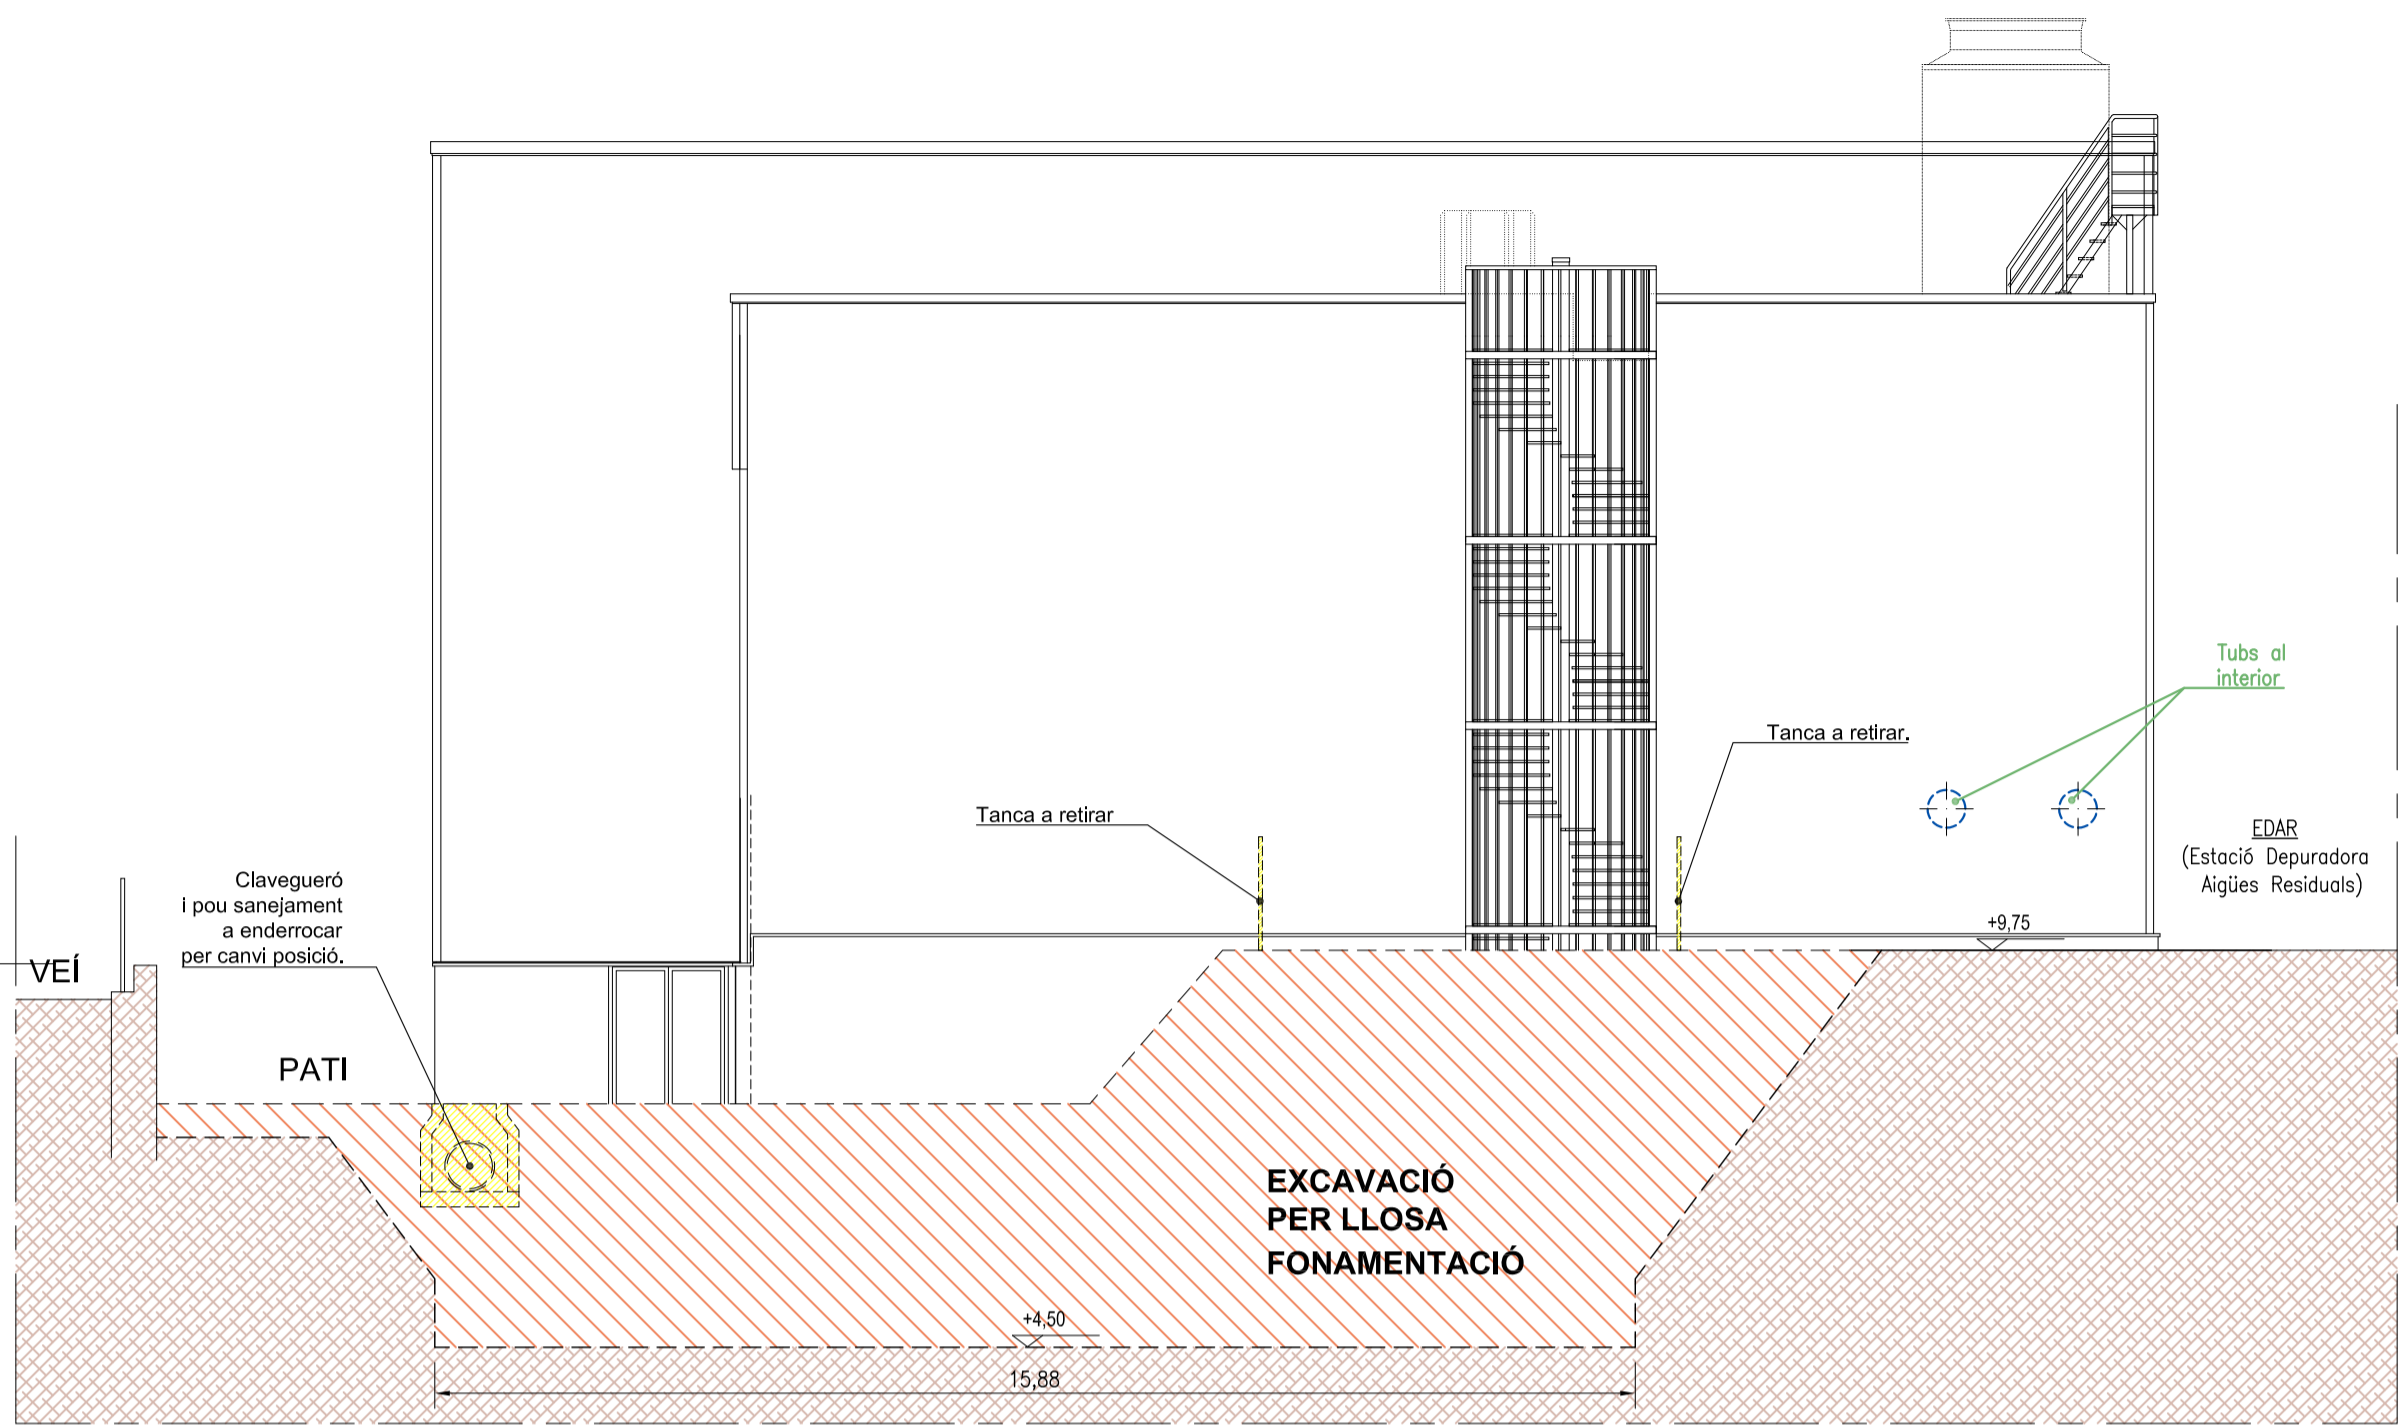 Tubs al
interior
Tanca a retirar.
Tanca a retirar
EDAR
(Estació Depuradora
Aigües Residuals)
Clavegueró
i pou sanejament
a enderrocar
per canvi posició.
+9,75
VEÍ
PATI
EXCAVACIÓ
PER LLOSA
FONAMENTACIÓ
+4,50
15,88